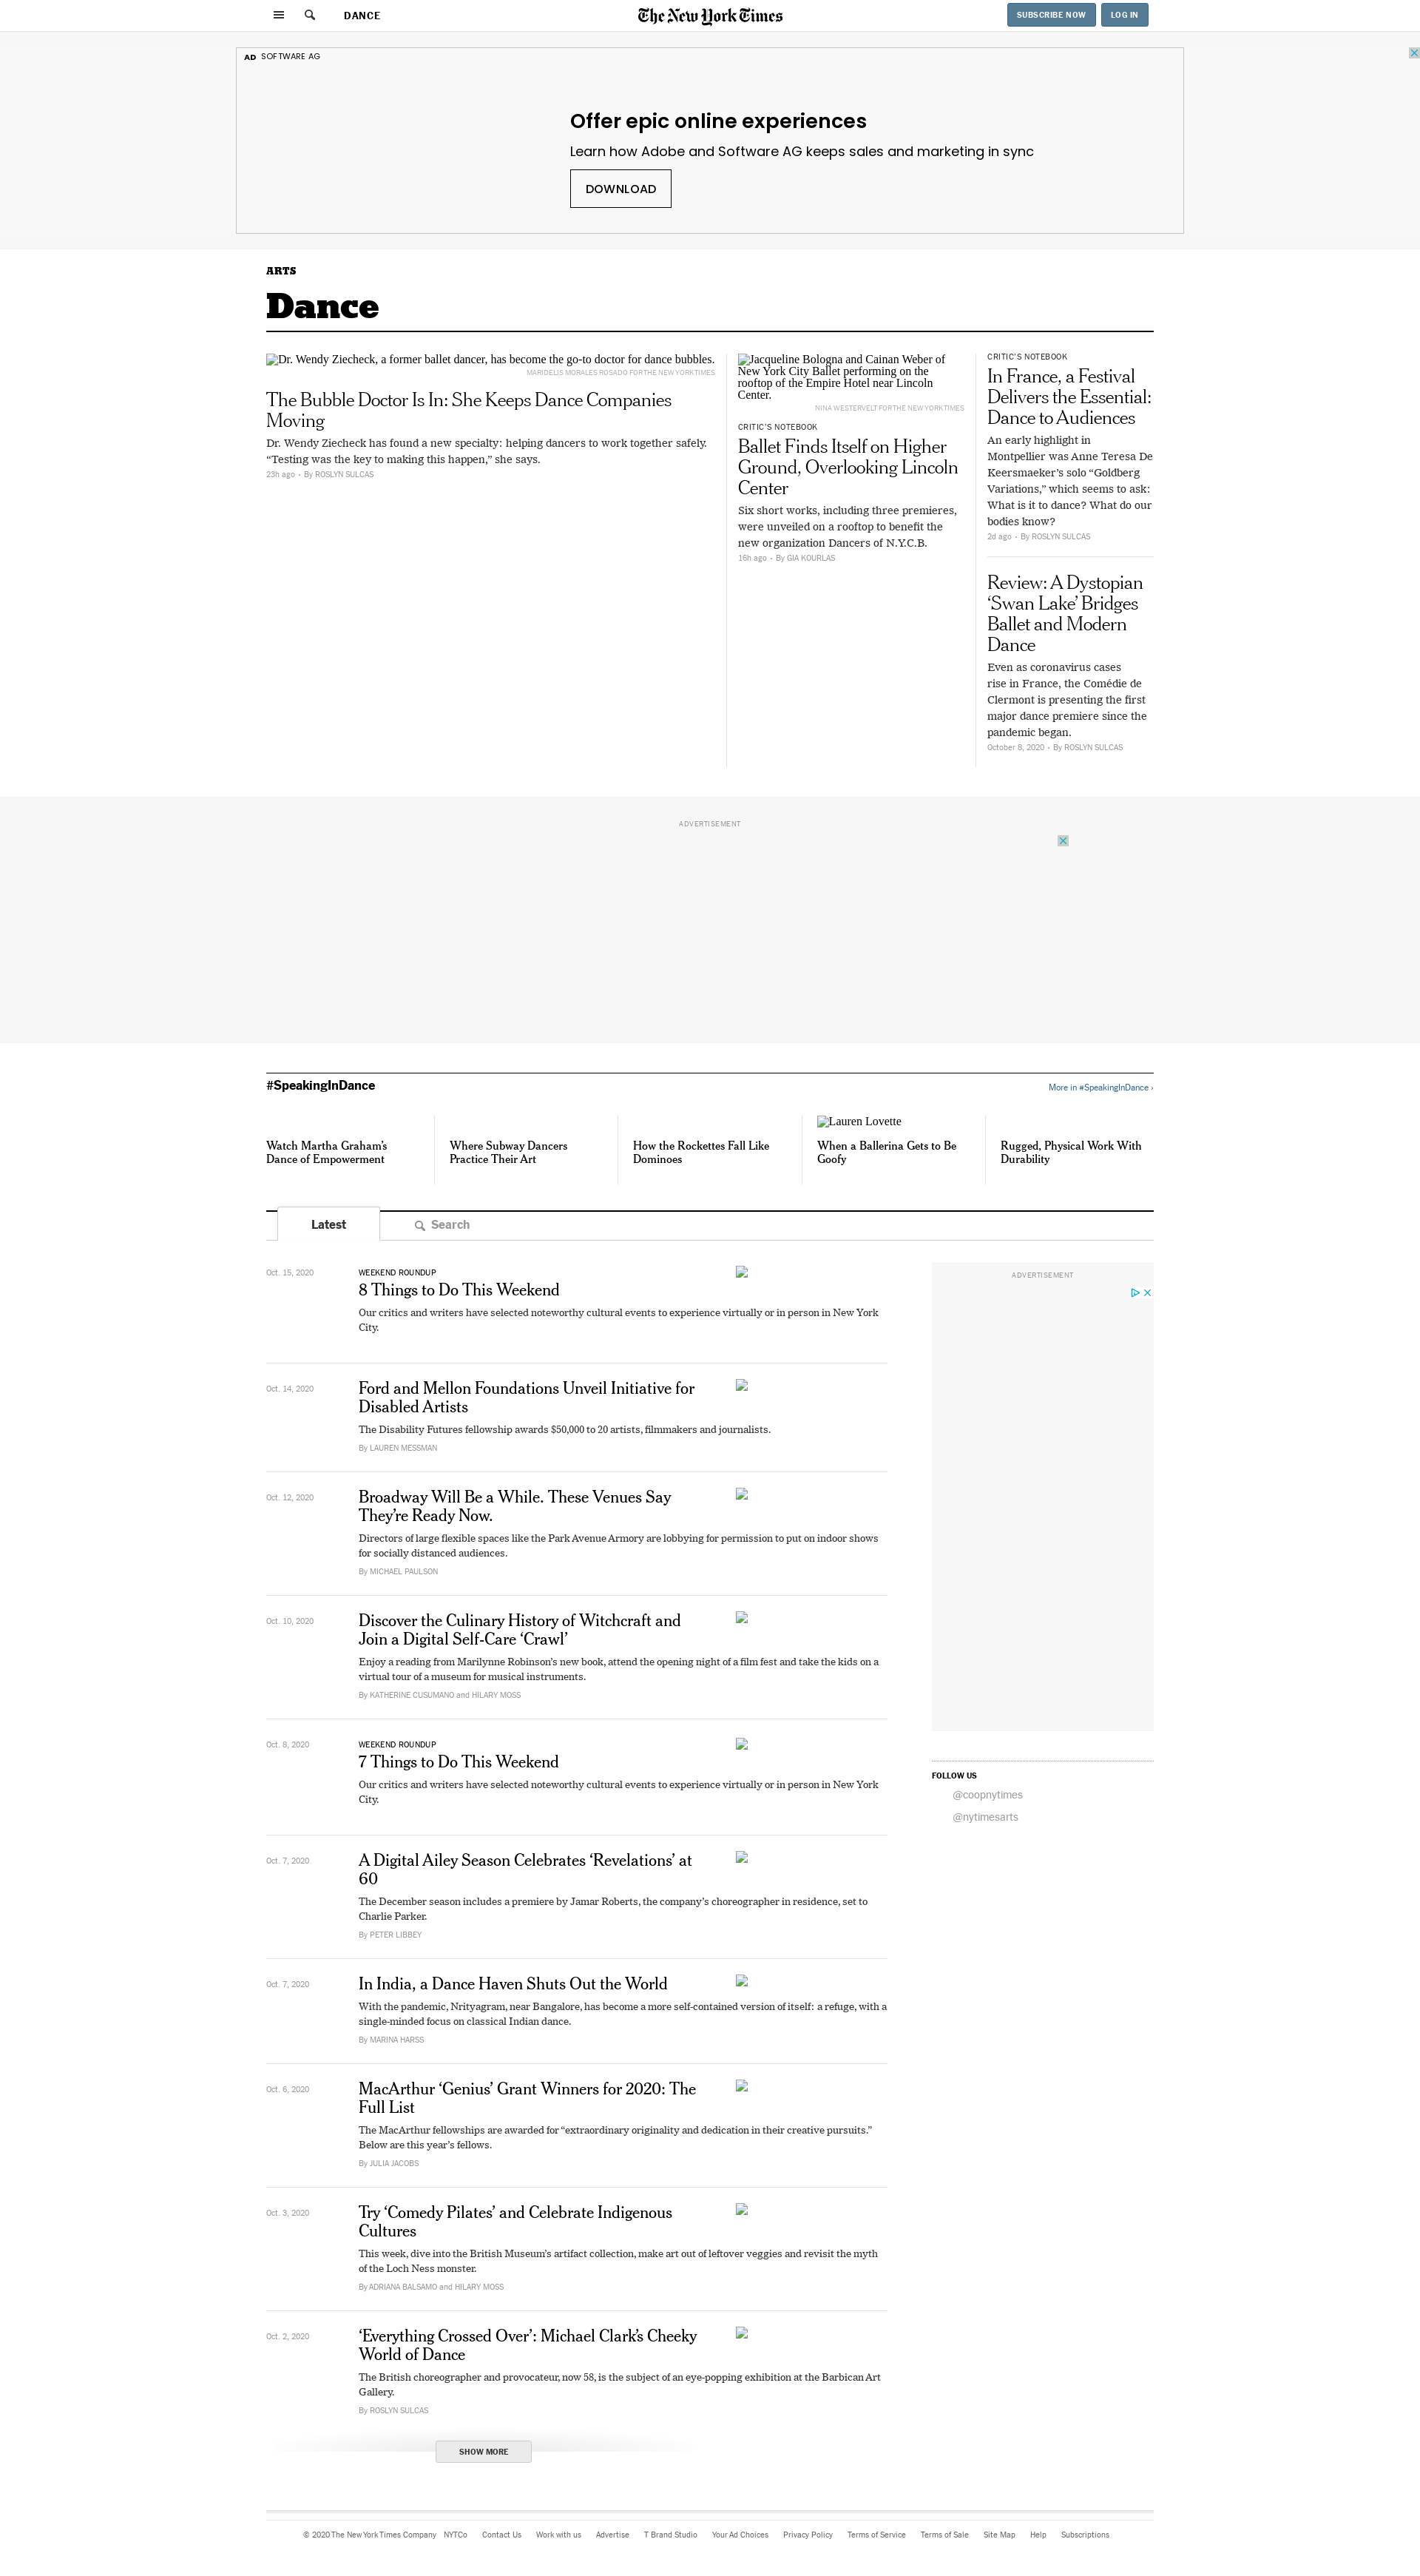 DANCE
The New York Times
SUBSCRIBE NOW
LOG IN
AD SOFTWARE AG
Offer epic online experiences
Learn how Adobe and Software AG keeps sales and marketing in sync
DOWNLOAD
ARTS
Dance
Dr. Wendy Ziecheck, a former ballet dancer, has become the go-to doctor for dance bubbles.
MARIDELIS MORALES ROSADO FOR THE NEW YORK TIMES
The Bubble Doctor Is In: She Keeps Dance Companies
Moving
Dr. Wendy Ziecheck has found a new specialty: helping dancers to work together safely.
“Testing was the key to making this happen,” she says.
23h ago • By ROSLYN SULCAS
Jacqueline Bologna and Cainan Weber of
New York City Ballet performing on the
rooftop of the Empire Hotel near Lincoln
Center.
NINA WESTERVELT FOR THE NEW YORK TIMES
CRITIC’S NOTEBOOK
Ballet Finds Itself on Higher
Ground, Overlooking Lincoln
Center
Six short works, including three premieres,
were unveiled on a rooftop to benefit the
new organization Dancers of N.Y.C.B.
16h ago • By GIA KOURLAS
CRITIC’S NOTEBOOK
In France, a Festival
Delivers the Essential:
Dance to Audiences
An early highlight in
Montpellier was Anne Teresa De
Keersmaeker’s solo “Goldberg
Variations,” which seems to ask:
What is it to dance? What do our
bodies know?
2d ago • By ROSLYN SULCAS
Review: A Dystopian
‘Swan Lake’ Bridges
Ballet and Modern
Dance
Even as coronavirus cases
rise in France, the Comédie de
Clermont is presenting the first
major dance premiere since the
pandemic began.
October 8, 2020 • By ROSLYN SULCAS
ADVERTISEMENT
#SpeakingInDance
More in #SpeakingInDance ›
Watch Martha Graham’s
Dance of Empowerment
Where Subway Dancers
Practice Their Art
How the Rockettes Fall Like
Dominoes
Lauren Lovette
When a Ballerina Gets to Be
Goofy
Rugged, Physical Work With
Durability
Latest
Search
Oct. 15, 2020
WEEKEND ROUNDUP
8 Things to Do This Weekend
Our critics and writers have selected noteworthy cultural events to experience virtually or in person in New York
City.
Oct. 14, 2020
Ford and Mellon Foundations Unveil Initiative for
Disabled Artists
The Disability Futures fellowship awards $50,000 to 20 artists, filmmakers and journalists.
By LAUREN MESSMAN
Oct. 12, 2020
Broadway Will Be a While. These Venues Say
They’re Ready Now.
Directors of large flexible spaces like the Park Avenue Armory are lobbying for permission to put on indoor shows
for socially distanced audiences.
By MICHAEL PAULSON
Oct. 10, 2020
Discover the Culinary History of Witchcraft and
Join a Digital Self-Care ‘Crawl’
Enjoy a reading from Marilynne Robinson’s new book, attend the opening night of a film fest and take the kids on a
virtual tour of a museum for musical instruments.
By KATHERINE CUSUMANO and HILARY MOSS
Oct. 8, 2020
WEEKEND ROUNDUP
7 Things to Do This Weekend
Our critics and writers have selected noteworthy cultural events to experience virtually or in person in New York
City.
Oct. 7, 2020
A Digital Ailey Season Celebrates ‘Revelations’ at
60
The December season includes a premiere by Jamar Roberts, the company’s choreographer in residence, set to
Charlie Parker.
By PETER LIBBEY
Oct. 7, 2020
In India, a Dance Haven Shuts Out the World
With the pandemic, Nrityagram, near Bangalore, has become a more self-contained version of itself: a refuge, with a
single-minded focus on classical Indian dance.
By MARINA HARSS
Oct. 6, 2020
MacArthur ‘Genius’ Grant Winners for 2020: The
Full List
The MacArthur fellowships are awarded for “extraordinary originality and dedication in their creative pursuits.”
Below are this year’s fellows.
By JULIA JACOBS
Oct. 3, 2020
Try ‘Comedy Pilates’ and Celebrate Indigenous
Cultures
This week, dive into the British Museum’s artifact collection, make art out of leftover veggies and revisit the myth
of the Loch Ness monster.
By ADRIANA BALSAMO and HILARY MOSS
Oct. 2, 2020
‘Everything Crossed Over’: Michael Clark’s Cheeky
World of Dance
The British choreographer and provocateur, now 58, is the subject of an eye-popping exhibition at the Barbican Art
Gallery.
By ROSLYN SULCAS
SHOW MORE
ADVERTISEMENT
FOLLOW US
@coopnytimes
@nytimesarts
© 2020 The New York Times Company NYTCo Contact Us Work with us Advertise T Brand Studio Your Ad Choices Privacy Policy Terms of Service Terms of Sale Site Map Help Subscriptions